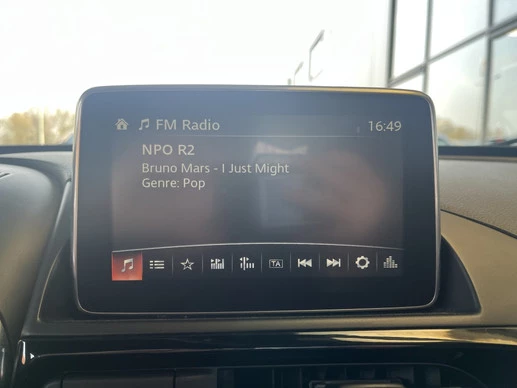 FM Radio 16:49
NPO R2
Bruno Mars - I Just Might
Genre: Pop
TA